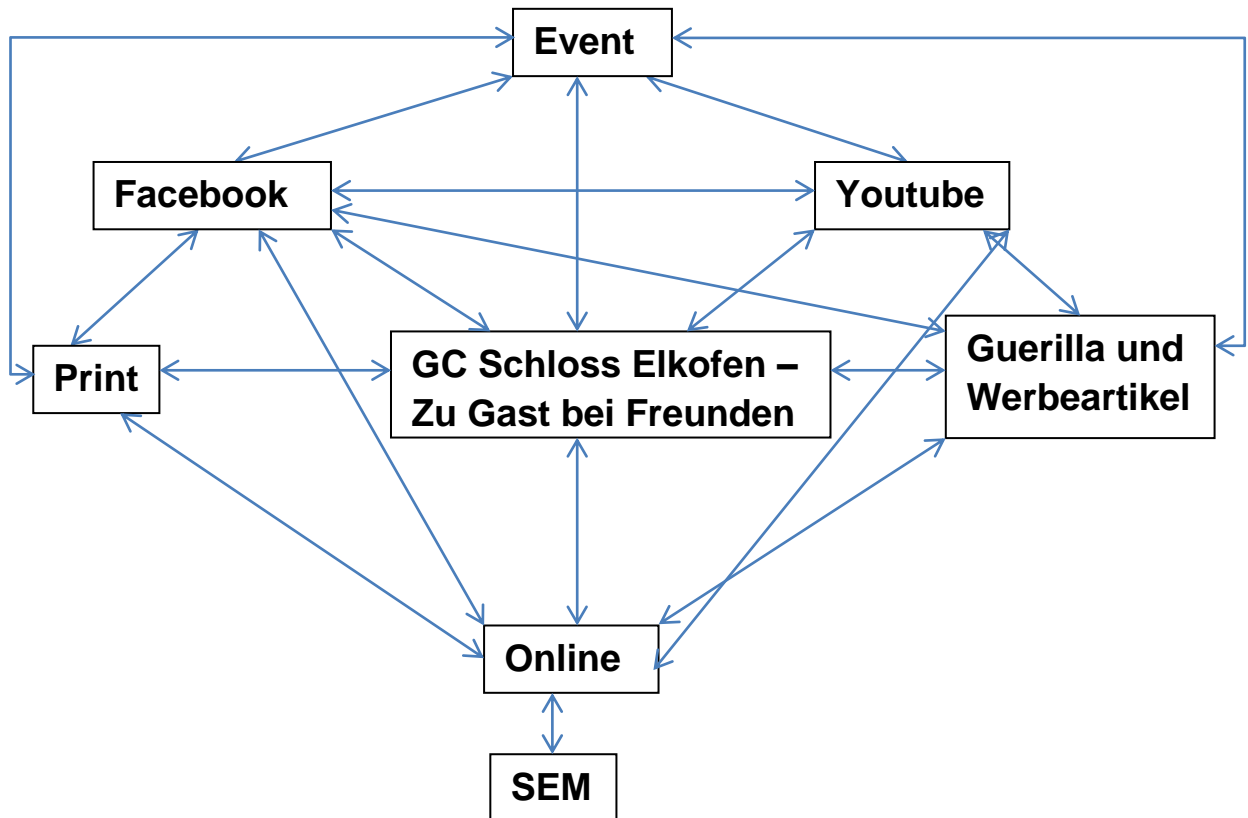 Event
Facebook
Youtube
Print
GC Schloss Elkofen –
Zu Gast bei Freunden
Guerilla und
Werbeartikel
Online
SEM